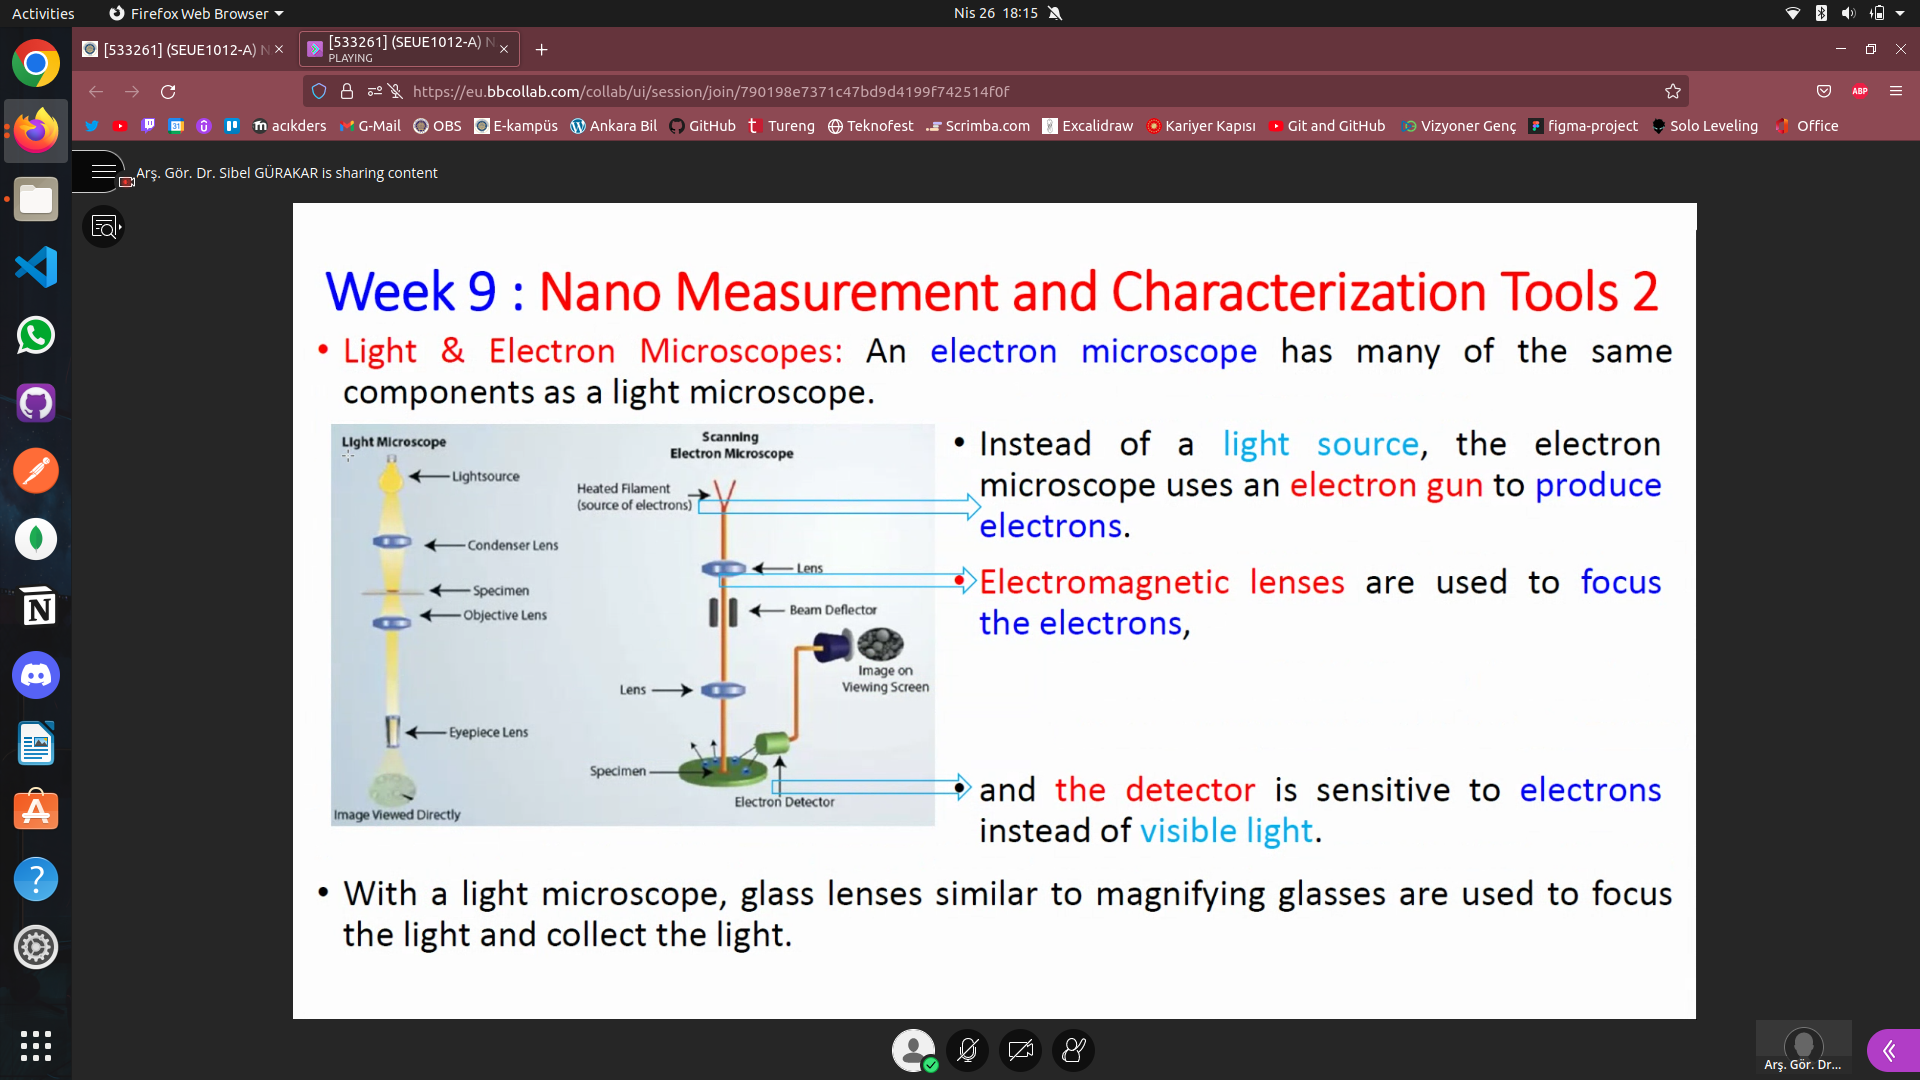 Activities
Firefox Web Browser
Nis 26 18:15
[533261] (SEUE1012-A) N
[533261] (SEUE1012-A) N
PLAYING
https://eu.bbcollab.com/collab/ui/session/join/790198e7371c47bd9d4199f742514f0f
ABP
acıkders
G-Mail
OBS
E-kampüs
Ankara Bil
GitHub
Tureng
Teknofest
Scrimba.com
Excalidraw
Kariyer Kapısı
Git and GitHub
Vizyoner Genç
figma-project
Solo Leveling
Office
Arş. Gör. Dr. Sibel GÜRAKAR is sharing content
Week 9 : Nano Measurement and Characterization Tools 2
• Light & Electron Microscopes: An electron microscope has many of the same
components as a light microscope.
Light Microscope
Lightsource
Condenser Lens
Specimen
Objective Lens
Eyepiece Lens
Image Viewed Directly
Scanning
Electron Microscope
Heated Filament
(source of electrons)
Lens
Beam Deflector
Image on
Viewing Screen
Lens
Specimen
Electron Detector
• Instead of a light source, the electron
microscope uses an electron gun to produce
electrons.
• Electromagnetic lenses are used to focus
the electrons,
• and the detector is sensitive to electrons
instead of visible light.
• With a light microscope, glass lenses similar to magnifying glasses are used to focus
the light and collect the light.
Arş. Gör. Dr...